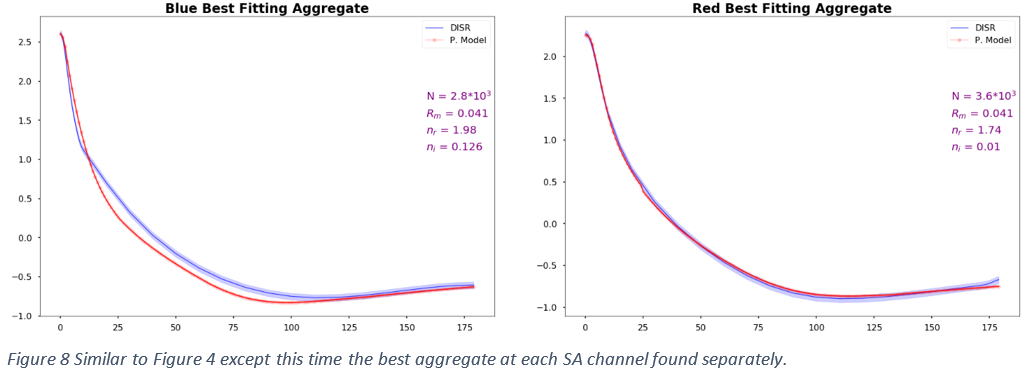 Blue Best Fitting Aggregate
DISR
P. Model
N = 2.8*10³
Rₘ = 0.041
nᵣ = 1.98
nᵢ = 0.126
2.5
2.0
1.5
1.0
0.5
0.0
−0.5
−1.0
0 25 50 75 100 125 150 175
Red Best Fitting Aggregate
DISR
P. Model
N = 3.6*10³
Rₘ = 0.041
nᵣ = 1.74
nᵢ = 0.01
2.0
1.5
1.0
0.5
0.0
−0.5
−1.0
0 25 50 75 100 125 150 175
Figure 8 Similar to Figure 4 except this time the best aggregate at each SA channel found separately.